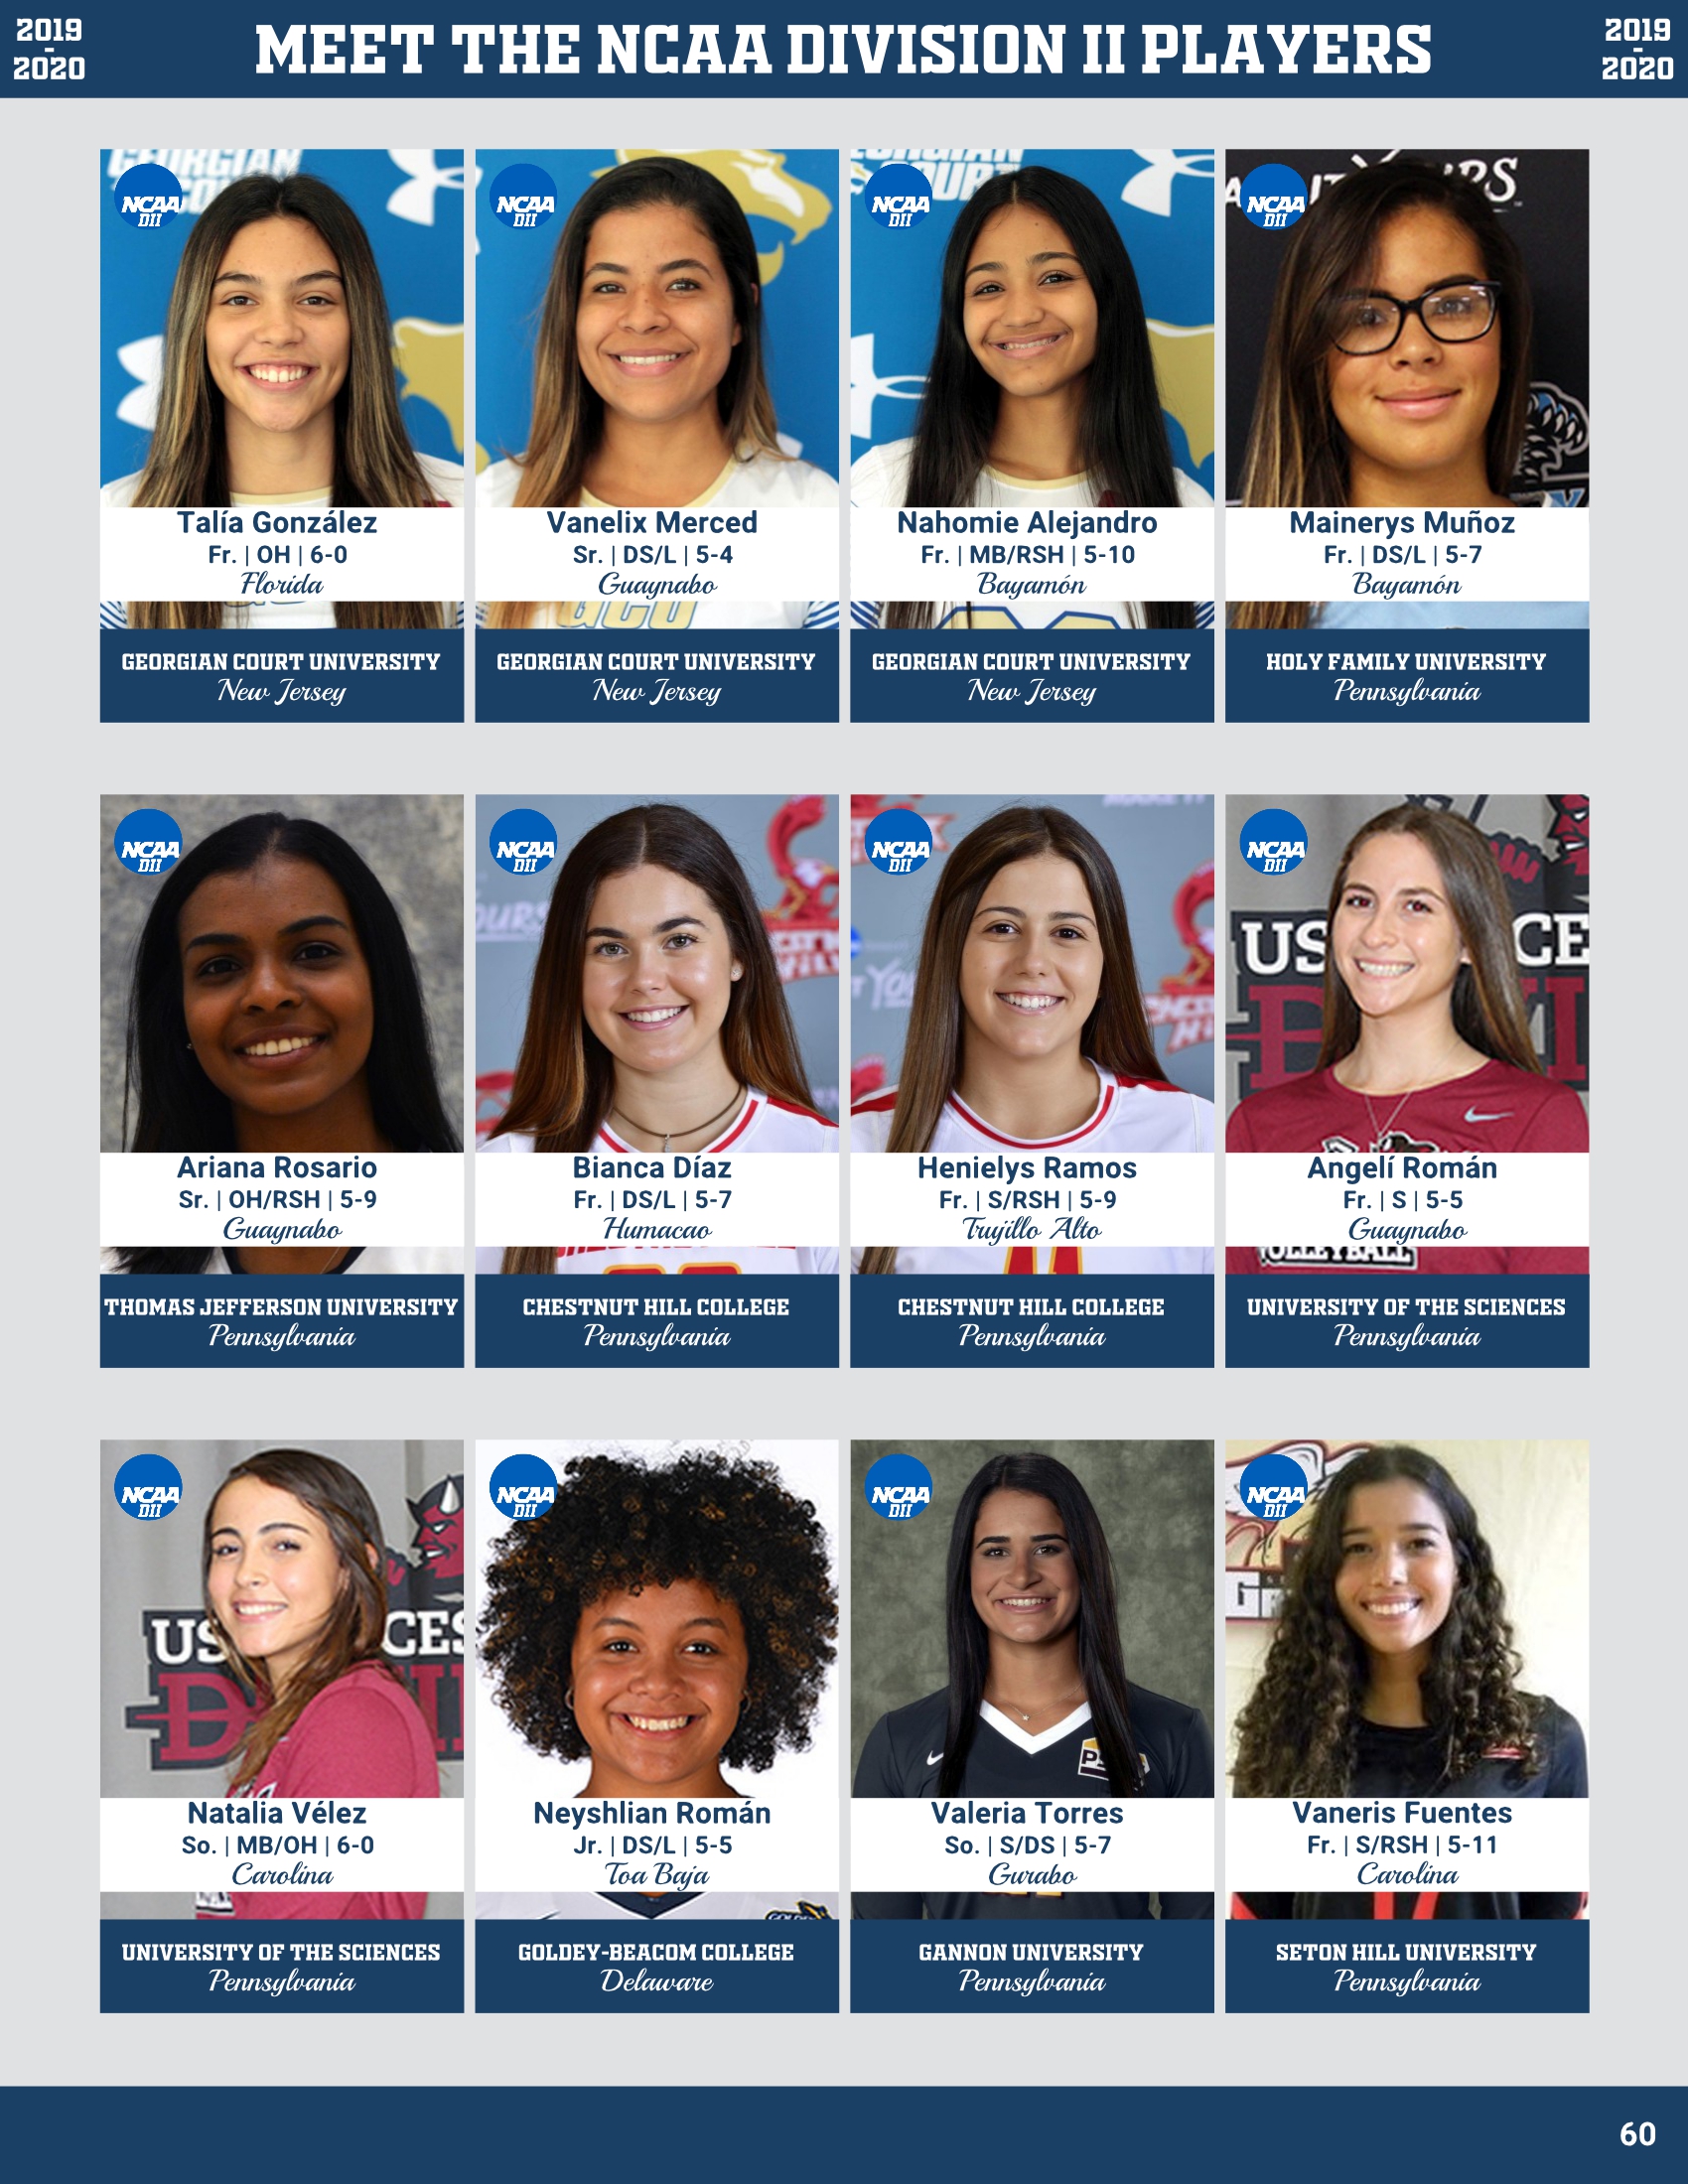 2019
-
2020
MEET THE NCAA DIVISION II PLAYERS
2019
-
2020
NCAA
DII
Talía González
Fr. | OH | 6-0
Florida
GEORGIAN COURT UNIVERSITY
New Jersey
NCAA
DII
Vanelix Merced
Sr. | DS/L | 5-4
Guaynabo
GEORGIAN COURT UNIVERSITY
New Jersey
NCAA
DII
Nahomie Alejandro
Fr. | MB/RSH | 5-10
Bayamón
GEORGIAN COURT UNIVERSITY
New Jersey
NCAA
DII
Mainerys Muñoz
Fr. | DS/L | 5-7
Bayamón
HOLY FAMILY UNIVERSITY
Pennsylvania
NCAA
DII
Ariana Rosario
Sr. | OH/RSH | 5-9
Guaynabo
THOMAS JEFFERSON UNIVERSITY
Pennsylvania
NCAA
DII
Bianca Díaz
Fr. | DS/L | 5-7
Humacao
CHESTNUT HILL COLLEGE
Pennsylvania
NCAA
DII
Henielys Ramos
Fr. | S/RSH | 5-9
Trujillo Alto
CHESTNUT HILL COLLEGE
Pennsylvania
NCAA
DII
Angelí Román
Fr. | S | 5-5
Guaynabo
UNIVERSITY OF THE SCIENCES
Pennsylvania
NCAA
DII
Natalia Vélez
So. | MB/OH | 6-0
Carolina
UNIVERSITY OF THE SCIENCES
Pennsylvania
NCAA
DII
Neyshlian Román
Jr. | DS/L | 5-5
Toa Baja
GOLDEY-BEACOM COLLEGE
Delaware
NCAA
DII
Valeria Torres
So. | S/DS | 5-7
Gurabo
GANNON UNIVERSITY
Pennsylvania
NCAA
DII
Vaneris Fuentes
Fr. | S/RSH | 5-11
Carolina
SETON HILL UNIVERSITY
Pennsylvania
60